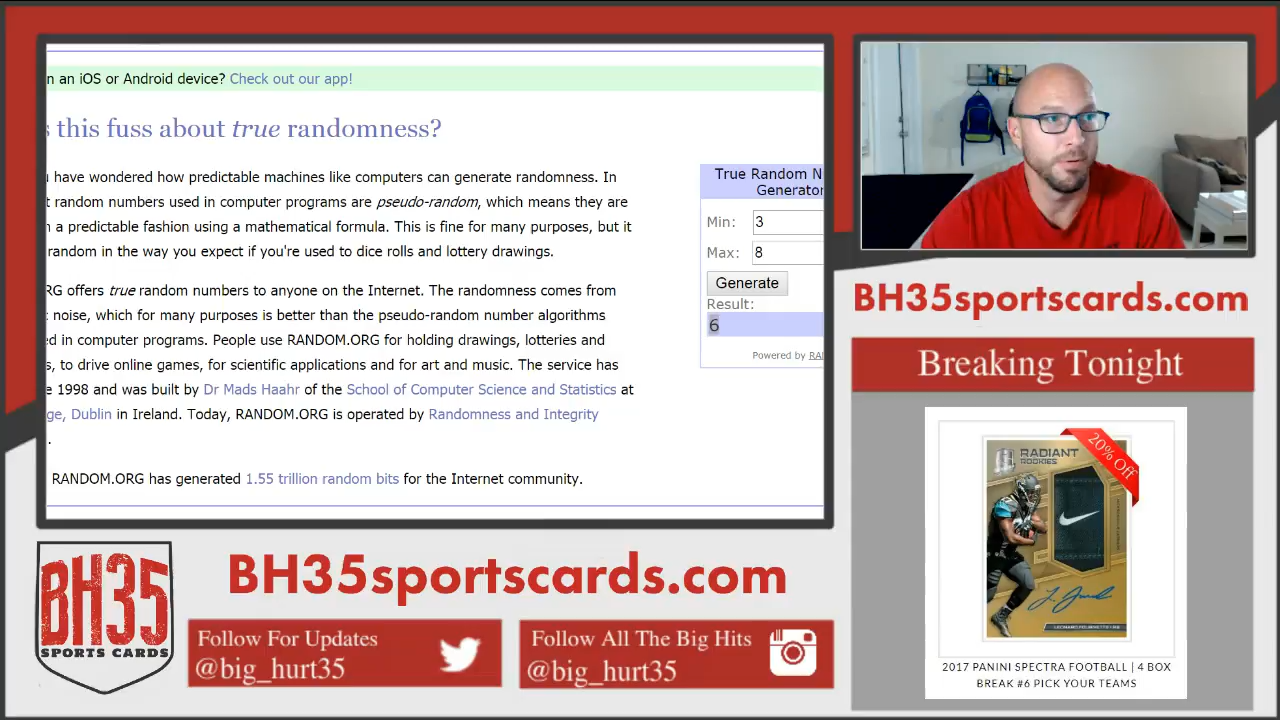 n an iOS or Android device? Check out our app!
s this fuss about true randomness?
u have wondered how predictable machines like computers can generate randomness. In
t random numbers used in computer programs are pseudo-random, which means they are
n a predictable fashion using a mathematical formula. This is fine for many purposes, but it
random in the way you expect if you're used to dice rolls and lottery drawings.
RG offers true random numbers to anyone on the Internet. The randomness comes from
c noise, which for many purposes is better than the pseudo-random number algorithms
ed in computer programs. People use RANDOM.ORG for holding drawings, lotteries and
s, to drive online games, for scientific applications and for art and music. The service has
e 1998 and was built by Dr Mads Haahr of the School of Computer Science and Statistics at
ge, Dublin in Ireland. Today, RANDOM.ORG is operated by Randomness and Integrity
.
RANDOM.ORG has generated 1.55 trillion random bits for the Internet community.
True Random N
Generator
Min: 3
Max: 8
Generate
Result:
6
Powered by RA
BH35sportscards.com
Breaking Tonight
20% Off
RADIANT
ROOKIES
LEONARD FOURNETTE • RB
2017 PANINI SPECTRA FOOTBALL | 4 BOX
BREAK #6 PICK YOUR TEAMS
BH35
SPORTS CARDS
BH35sportscards.com
Follow For Updates
@big_hurt35
Follow All The Big Hits
@big_hurt35